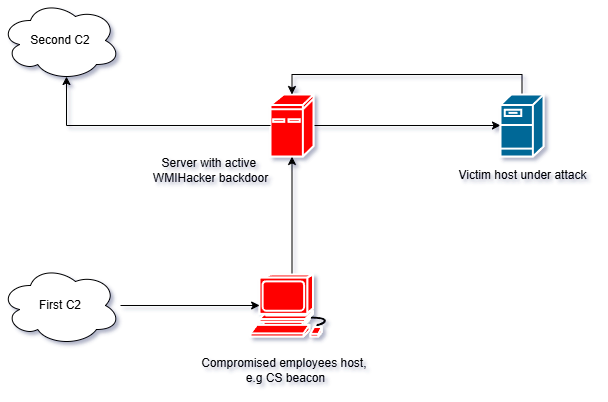 Second C2
Server with active
WMIHacker backdoor
Victim host under attack
First C2
Compromised employees host,
e.g CS beacon